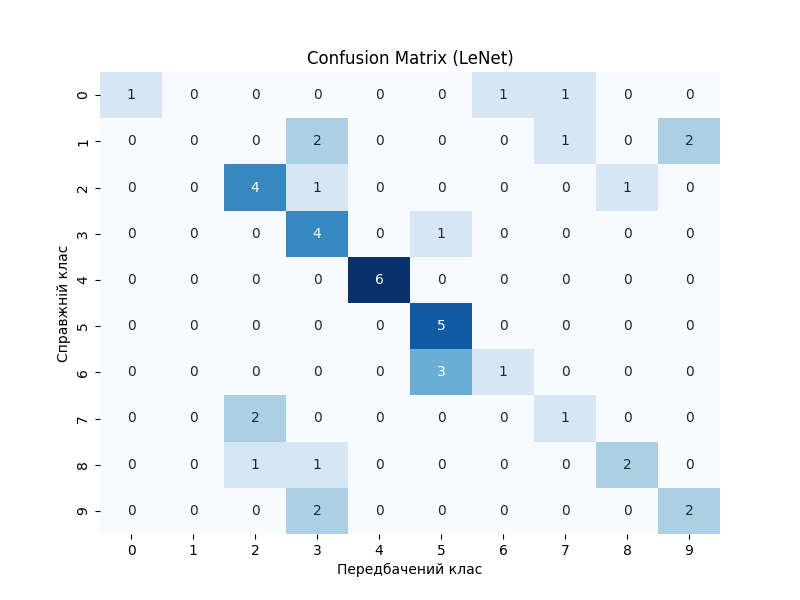 Confusion Matrix (LeNet)
Справжній клас
0 1 0 0 0 0 0 1 1 0 0
1 0 0 0 2 0 0 0 1 0 2
2 0 0 4 1 0 0 0 0 1 0
3 0 0 0 4 0 1 0 0 0 0
4 0 0 0 0 6 0 0 0 0 0
5 0 0 0 0 0 5 0 0 0 0
6 0 0 0 0 0 3 1 0 0 0
7 0 0 2 0 0 0 0 1 0 0
8 0 0 1 1 0 0 0 0 2 0
9 0 0 0 2 0 0 0 0 0 2
0 1 2 3 4 5 6 7 8 9
Передбачений клас